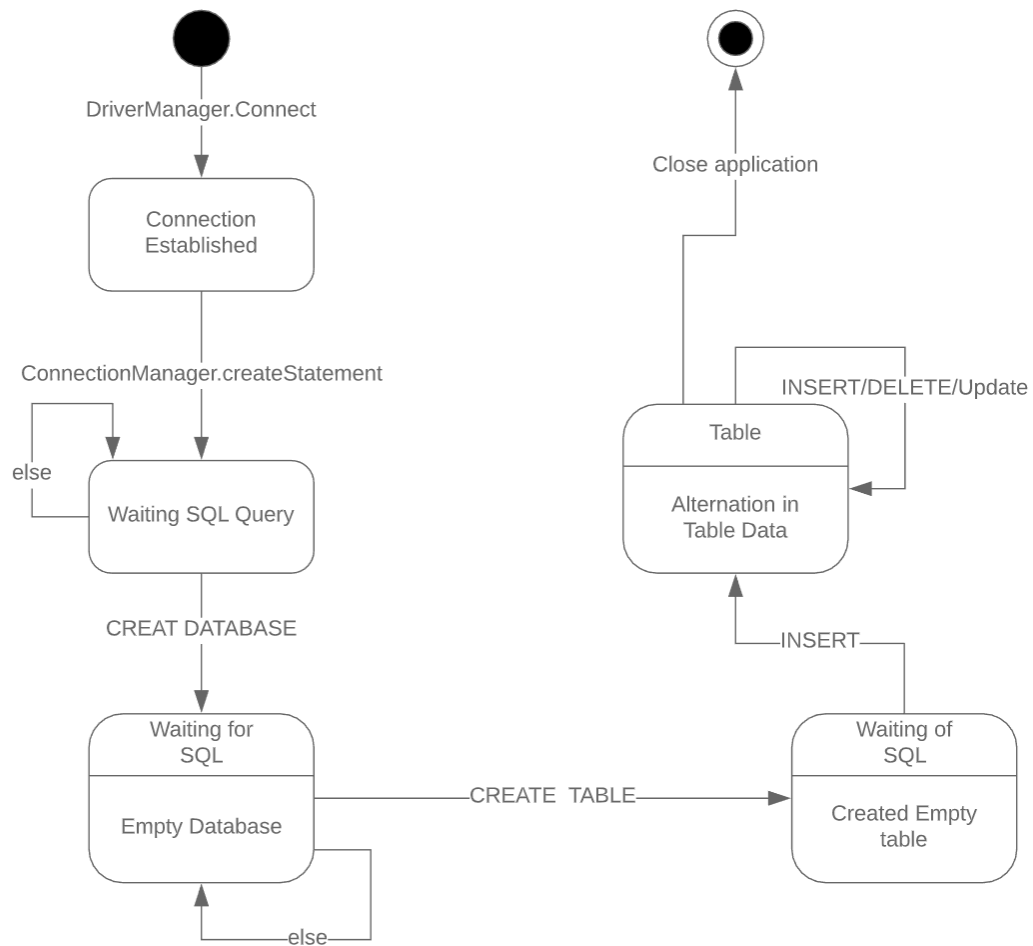 DriverManager.Connect
Connection
Established
ConnectionManager.createStatement
else
Waiting SQL Query
CREAT DATABASE
Waiting for
SQL
Empty Database
else
CREATE  TABLE
Waiting of
SQL
Created Empty
table
INSERT
Table
Alternation in
Table Data
INSERT/DELETE/Update
Close application